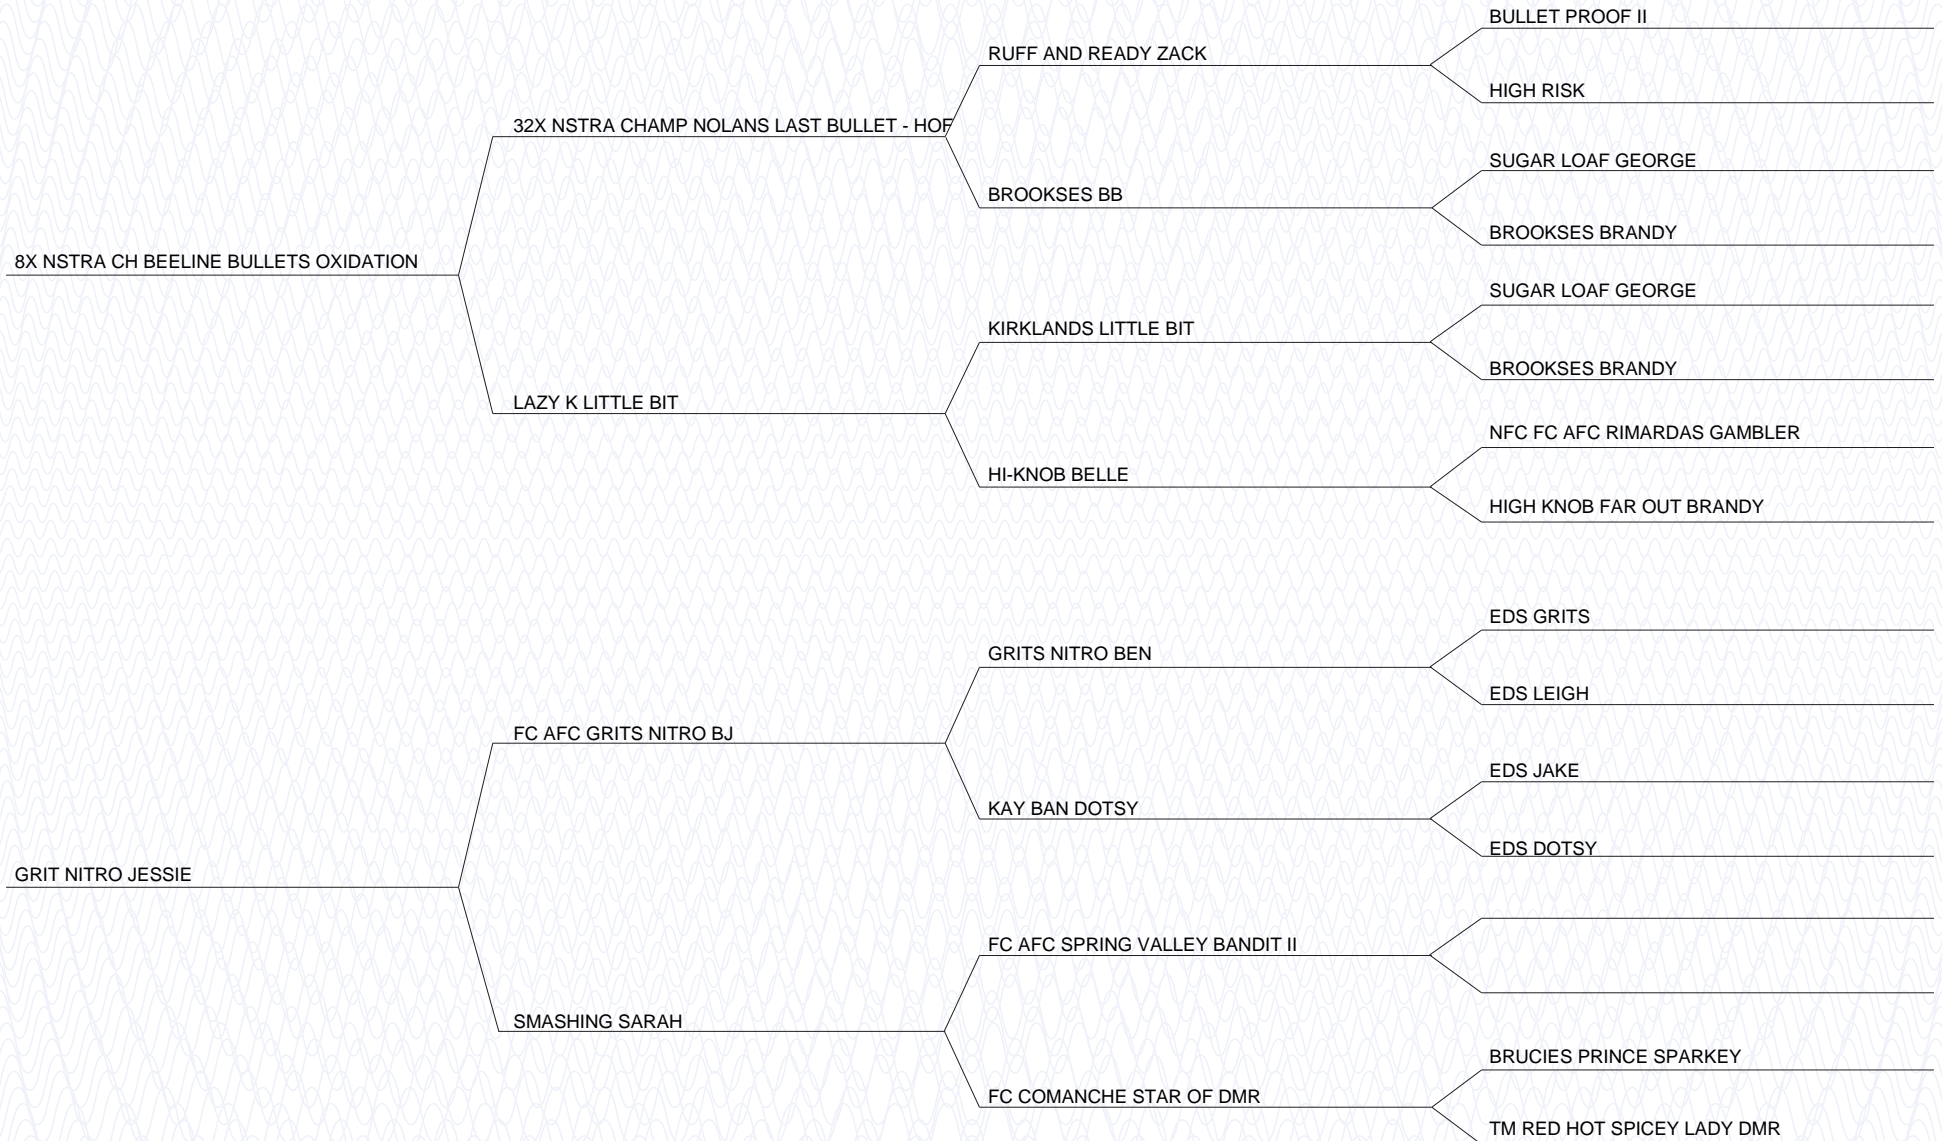 BULLET PROOF II
RUFF AND READY ZACK
HIGH RISK
32X NSTRA CHAMP NOLANS LAST BULLET - HOF
SUGAR LOAF GEORGE
BROOKSES BB
BROOKSES BRANDY
8X NSTRA CH BEELINE BULLETS OXIDATION
SUGAR LOAF GEORGE
KIRKLANDS LITTLE BIT
BROOKSES BRANDY
LAZY K LITTLE BIT
NFC FC AFC RIMARDAS GAMBLER
HI-KNOB BELLE
HIGH KNOB FAR OUT BRANDY
EDS GRITS
GRITS NITRO BEN
EDS LEIGH
FC AFC GRITS NITRO BJ
EDS JAKE
KAY BAN DOTSY
EDS DOTSY
GRIT NITRO JESSIE
FC AFC SPRING VALLEY BANDIT II
SMASHING SARAH
BRUCIES PRINCE SPARKEY
FC COMANCHE STAR OF DMR
TM RED HOT SPICEY LADY DMR